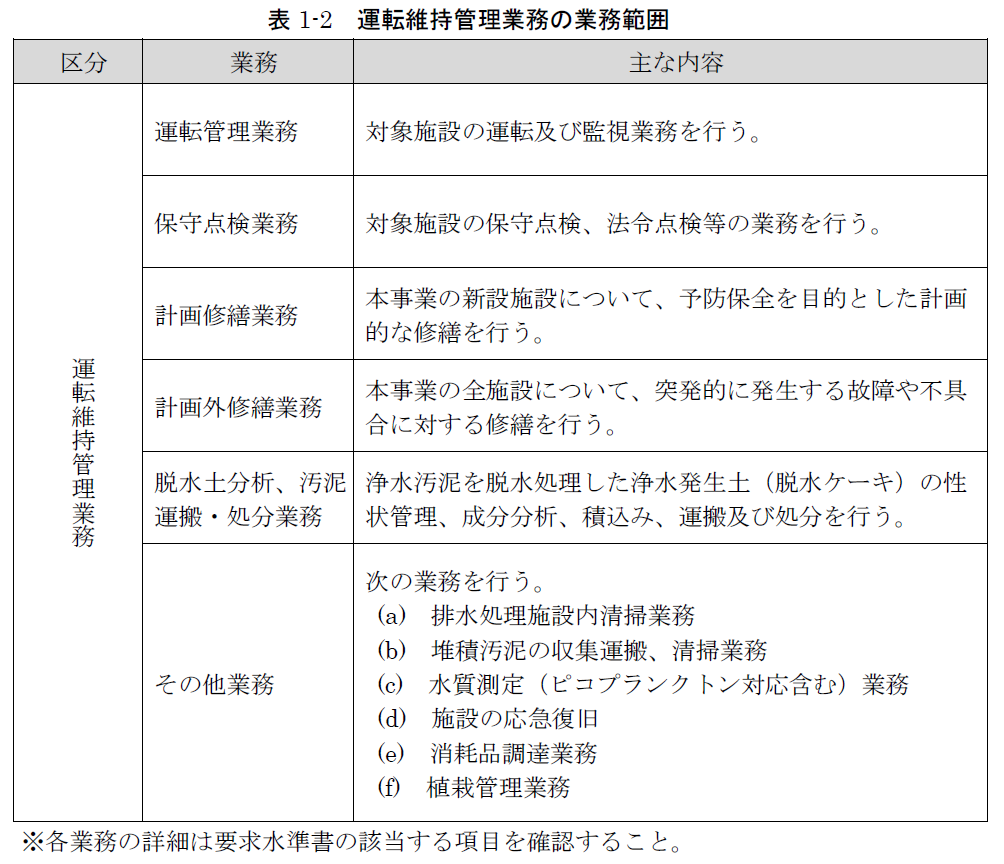 表 1-2　運転維持管理業務の業務範囲
区分　業務　主な内容
運転維持管理業務
運転管理業務　対象施設の運転及び監視業務を行う。
保守点検業務　対象施設の保守点検、法令点検等の業務を行う。
計画修繕業務　本事業の新設施設について、予防保全を目的とした計画
的な修繕を行う。
計画外修繕業務　本事業の全施設について、突発的に発生する故障や不具
合に対する修繕を行う。
脱水土分析、汚泥　浄水汚泥を脱水処理した浄水発生土（脱水ケーキ）の性
運搬・処分業務　状管理、成分分析、積込み、運搬及び処分を行う。
その他業務
次の業務を行う。
(a)　排水処理施設内清掃業務
(b)　堆積汚泥の収集運搬、清掃業務
(c)　水質測定（ピコプランクトン対応含む）業務
(d)　施設の応急復旧
(e)　消耗品調達業務
(f)　植栽管理業務
※各業務の詳細は要求水準書の該当する項目を確認すること。